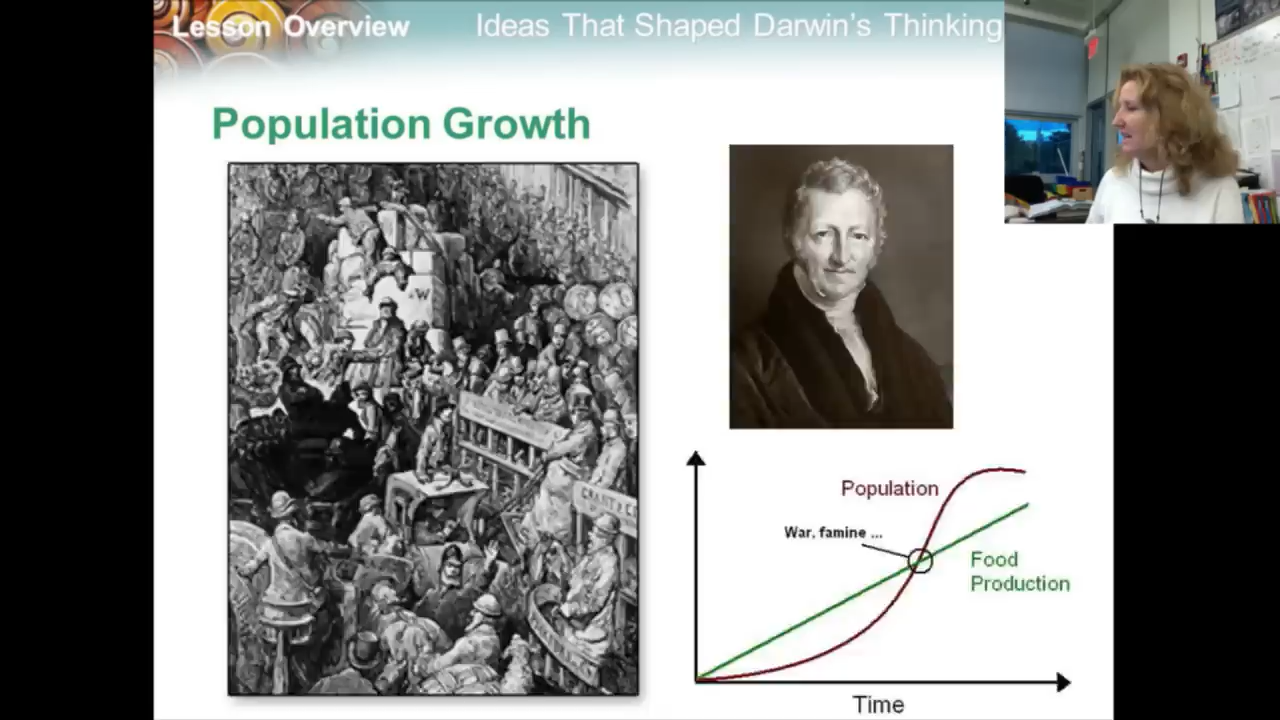 Lesson Overview
Ideas That Shaped Darwin's Thinking
Population Growth
W
Population
War, famine ...
Food
Production
Time